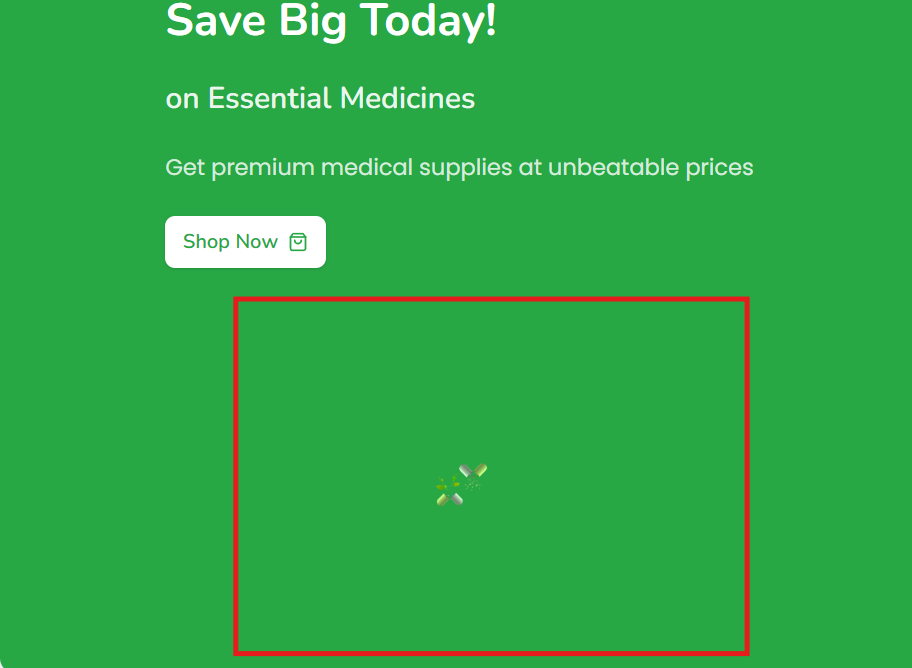 Save Big Today!
on Essential Medicines
Get premium medical supplies at unbeatable prices
Shop Now